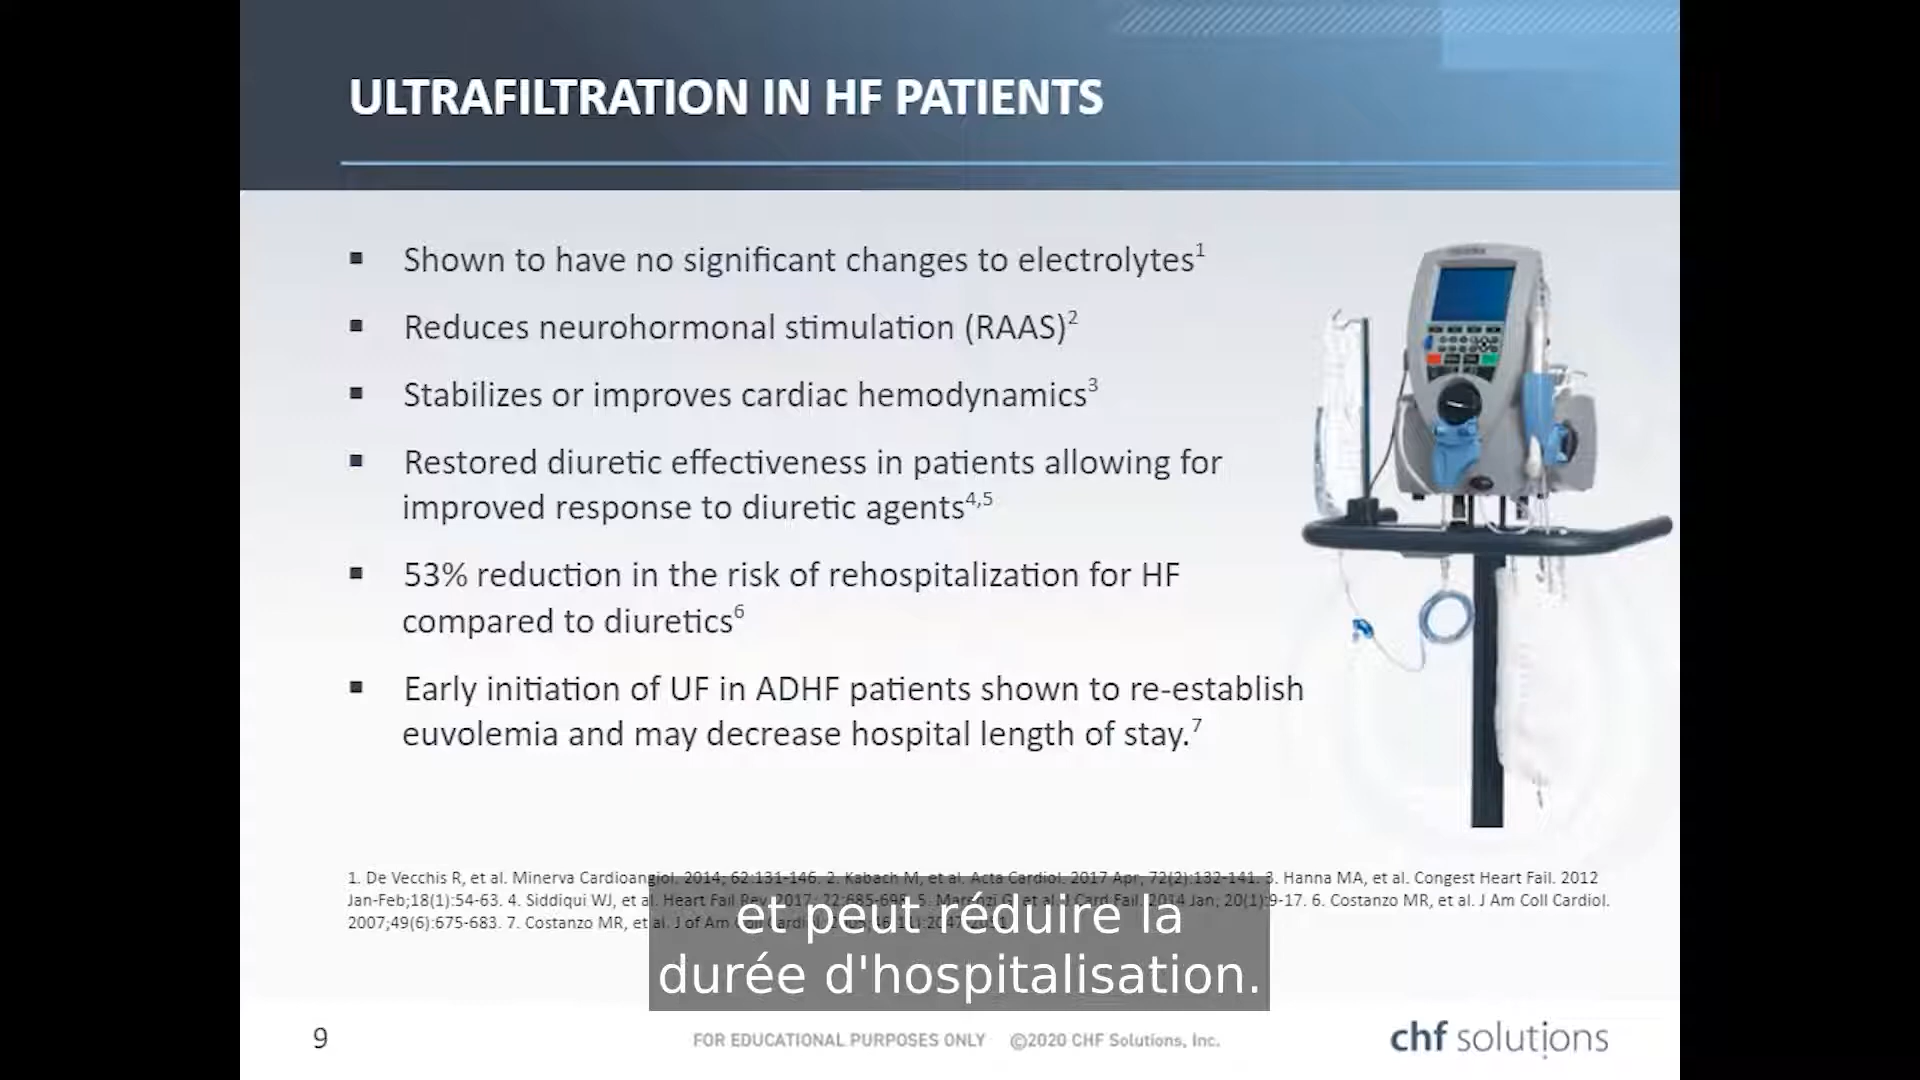 ULTRAFILTRATION IN HF PATIENTS
▪ Shown to have no significant changes to electrolytes1
▪ Reduces neurohormonal stimulation (RAAS)2
▪ Stabilizes or improves cardiac hemodynamics3
▪ Restored diuretic effectiveness in patients allowing for
improved response to diuretic agents4,5
▪ 53% reduction in the risk of rehospitalization for HF
compared to diuretics6
▪ Early initiation of UF in ADHF patients shown to re-establish
euvolemia and may decrease hospital length of stay.7
1. De Vecchis R, et al. Minerva Cardioangiol. 2014; 62:131-146. 2. Kabach M, et al. Acta Cardiol. 2017 Apr; 72(2):132-141. 3. Hanna MA, et al. Congest Heart Fail. 2012
Jan-Feb;18(1):54-63. 4. Siddiqui WJ, et al. Heart Fail Rev. 2017; 22:685-698. 5. Marenzi G, et al. J Card Fail. 2014 Jan; 20(1):9-17. 6. Costanzo MR, et al. J Am Coll Cardiol.
2007;49(6):675-683. 7. Costanzo MR, et al. J of Am Coll Cardiol.
et peut réduire la
durée d'hospitalisation.
9
FOR EDUCATIONAL PURPOSES ONLY ©2020 CHF Solutions, Inc.
chf solutions